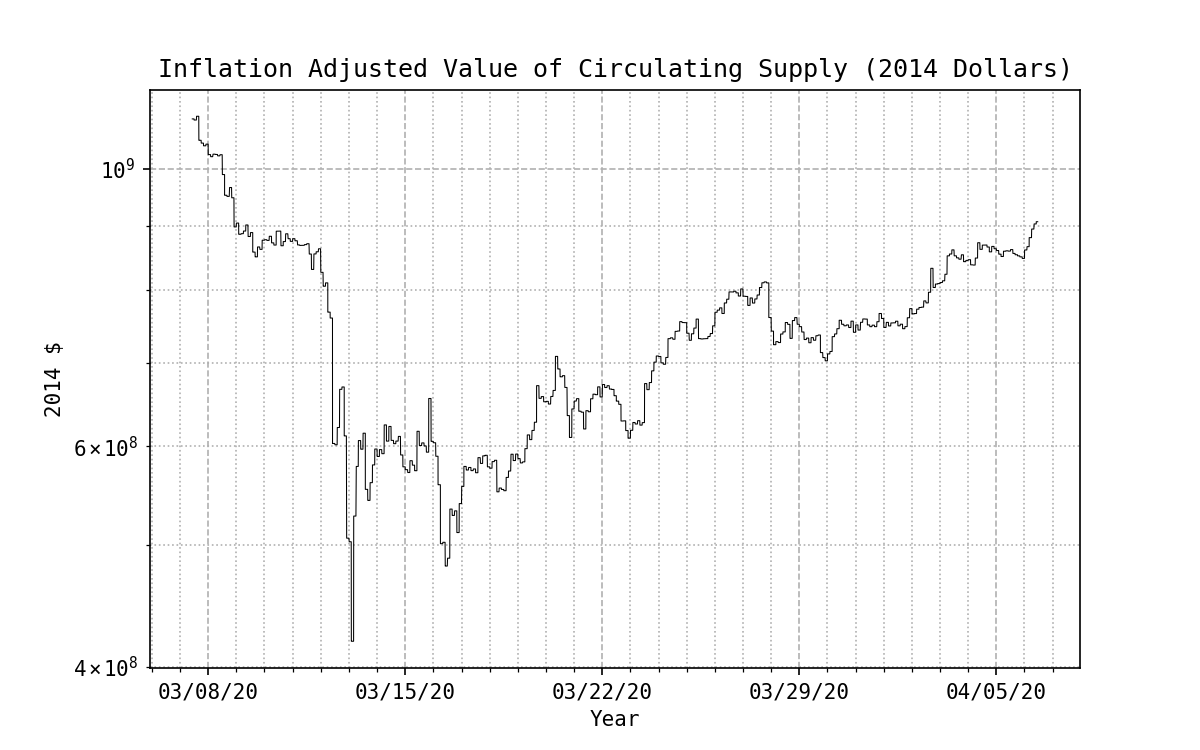 Inflation Adjusted Value of Circulating Supply (2014 Dollars)
2014 $
10⁹
6×10⁸
4×10⁸
03/08/20 03/15/20 03/22/20 03/29/20 04/05/20
Year